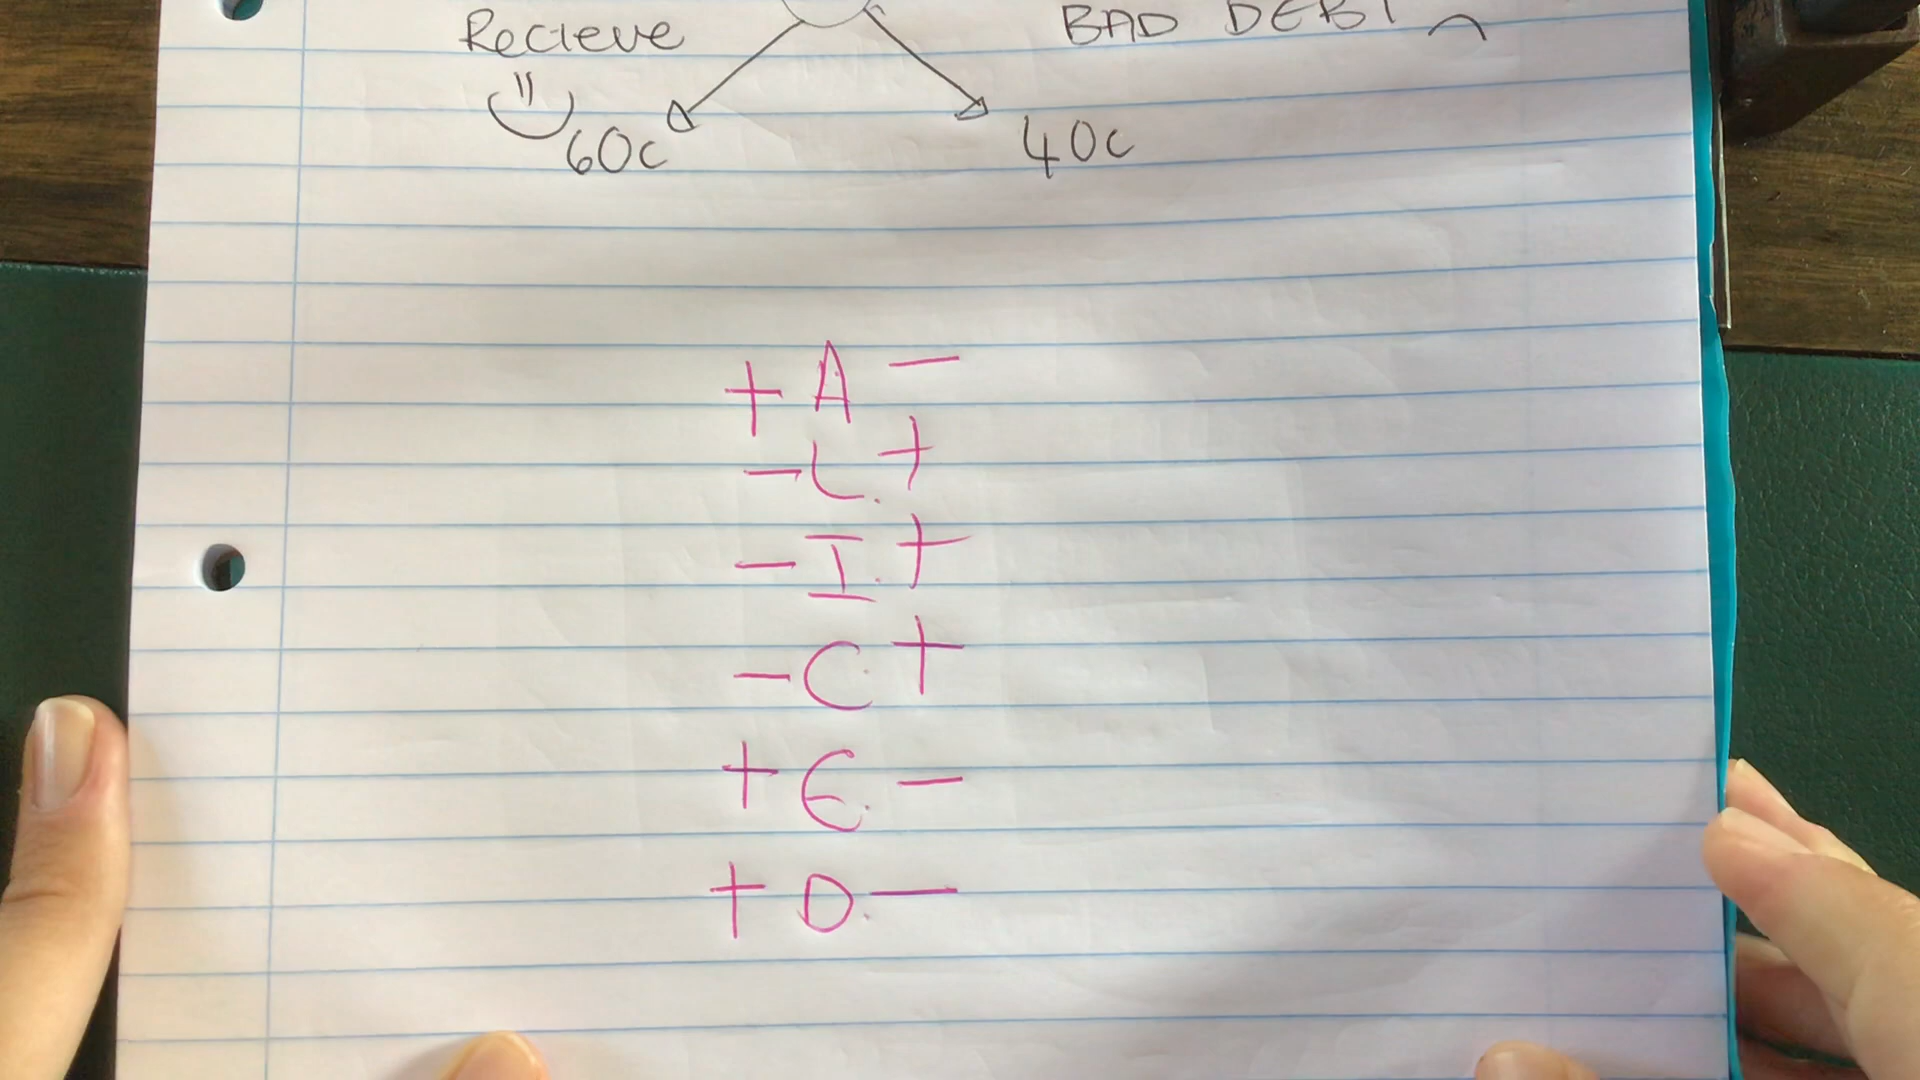 Recieve
BAD DEBT
60c
40c
+ A -
- L. +
- I. +
- C. +
+ E. -
+ D. -